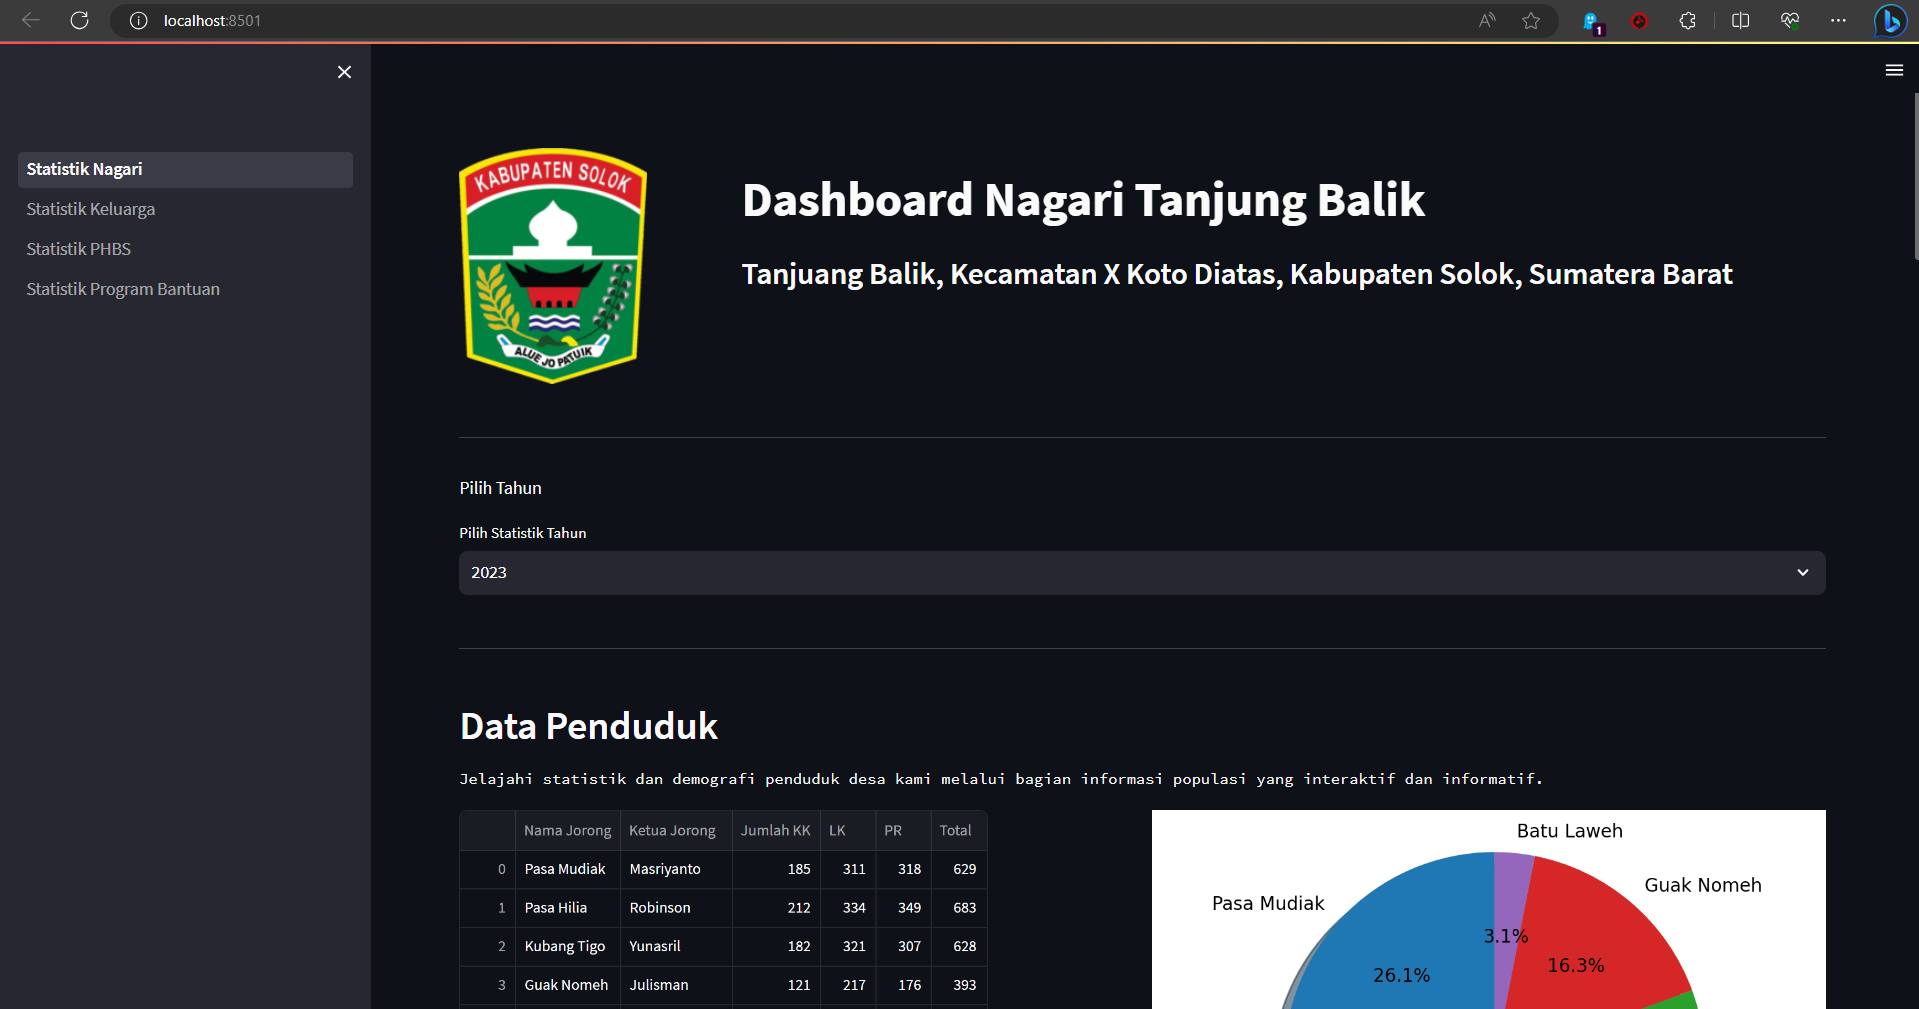 localhost:8501
1
Statistik Nagari
Statistik Keluarga
Statistik PHBS
Statistik Program Bantuan
KABUPATEN SOLOK
ALUE JO PATUIK
Dashboard Nagari Tanjung Balik
Tanjuang Balik, Kecamatan X Koto Diatas, Kabupaten Solok, Sumatera Barat
Pilih Tahun
Pilih Statistik Tahun
2023
Data Penduduk
Jelajahi statistik dan demografi penduduk desa kami melalui bagian informasi populasi yang interaktif dan informatif.
Nama Jorong Ketua Jorong Jumlah KK LK PR Total
0 Pasa Mudiak Masriyanto 185 311 318 629
1 Pasa Hilia Robinson 212 334 349 683
2 Kubang Tigo Yunasril 182 321 307 628
3 Guak Nomeh Julisman 121 217 176 393
Batu Laweh
Guak Nomeh
Pasa Mudiak
3.1%
16.3%
26.1%